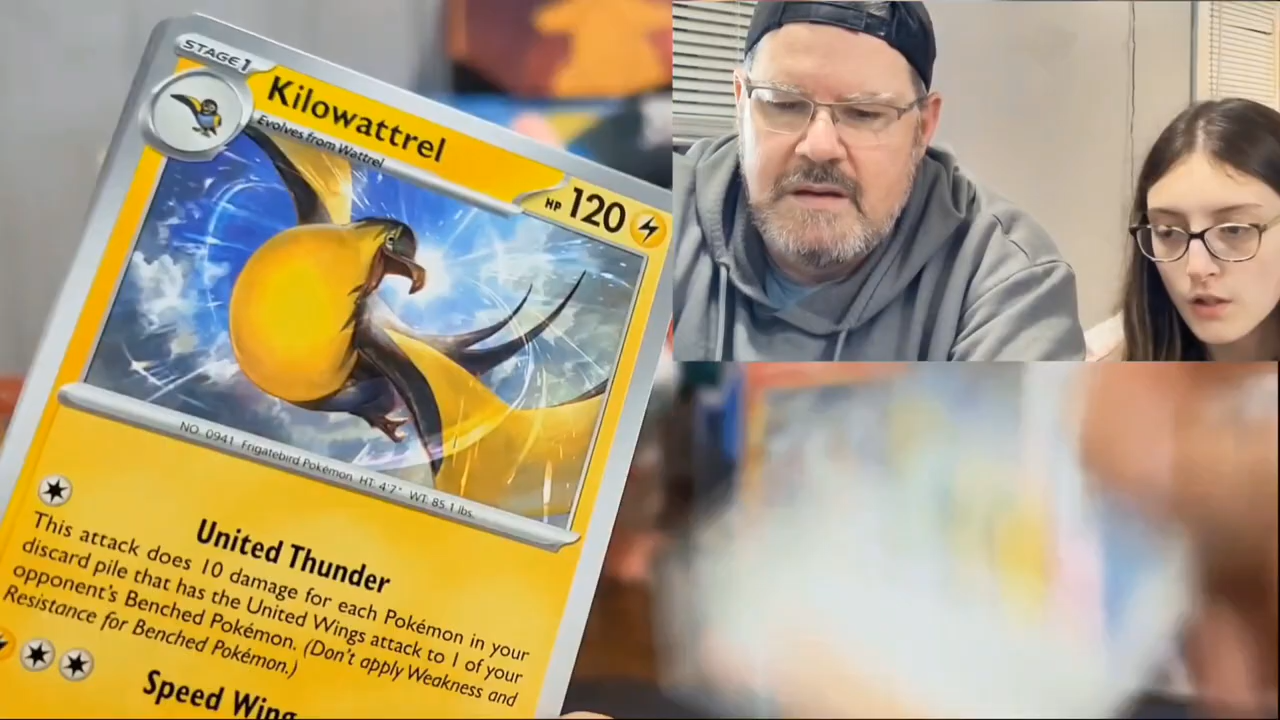 STAGE 1
Kilowattrel
Evolves from Wattrel
HP 120
NO. 0941 Frigatebird Pokémon HT: 4'7" WT: 85.1 lbs.
United Thunder
This attack does 10 damage for each Pokémon in your
discard pile that has the United Wings attack to 1 of your
opponent's Benched Pokémon. (Don't apply Weakness and
Resistance for Benched Pokémon.)
Speed Wing